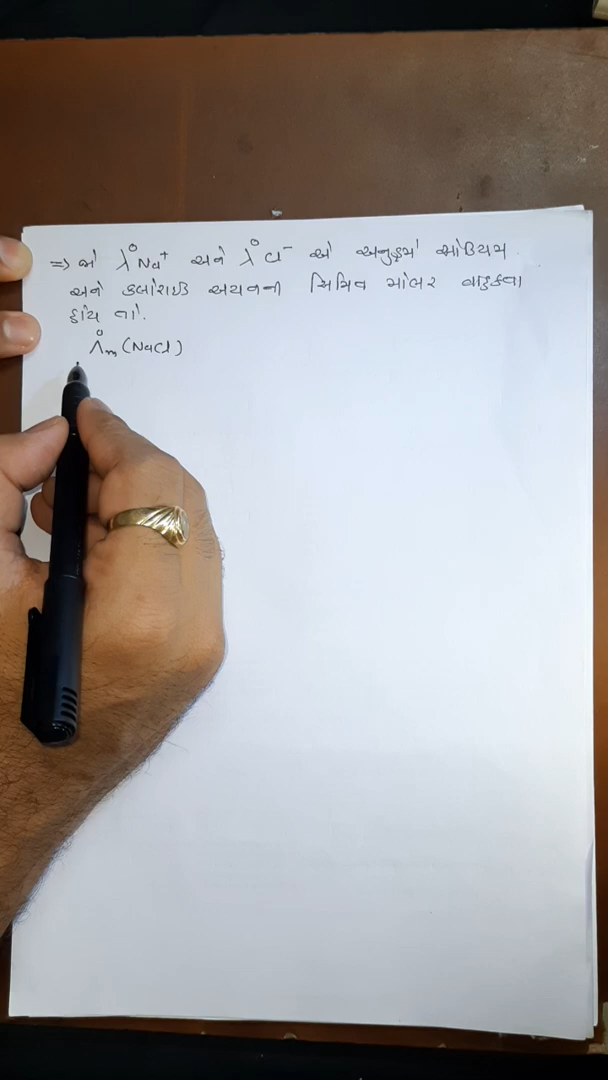 ⇒ જો λ°Na⁺ અને λ°Cl⁻ એ અનુક્રમે સોડિયમ
અને ક્લોરાઇડ આયનની સિમિત મોલર વાહકતા
હોય તો.
Λ°m (NaCl)